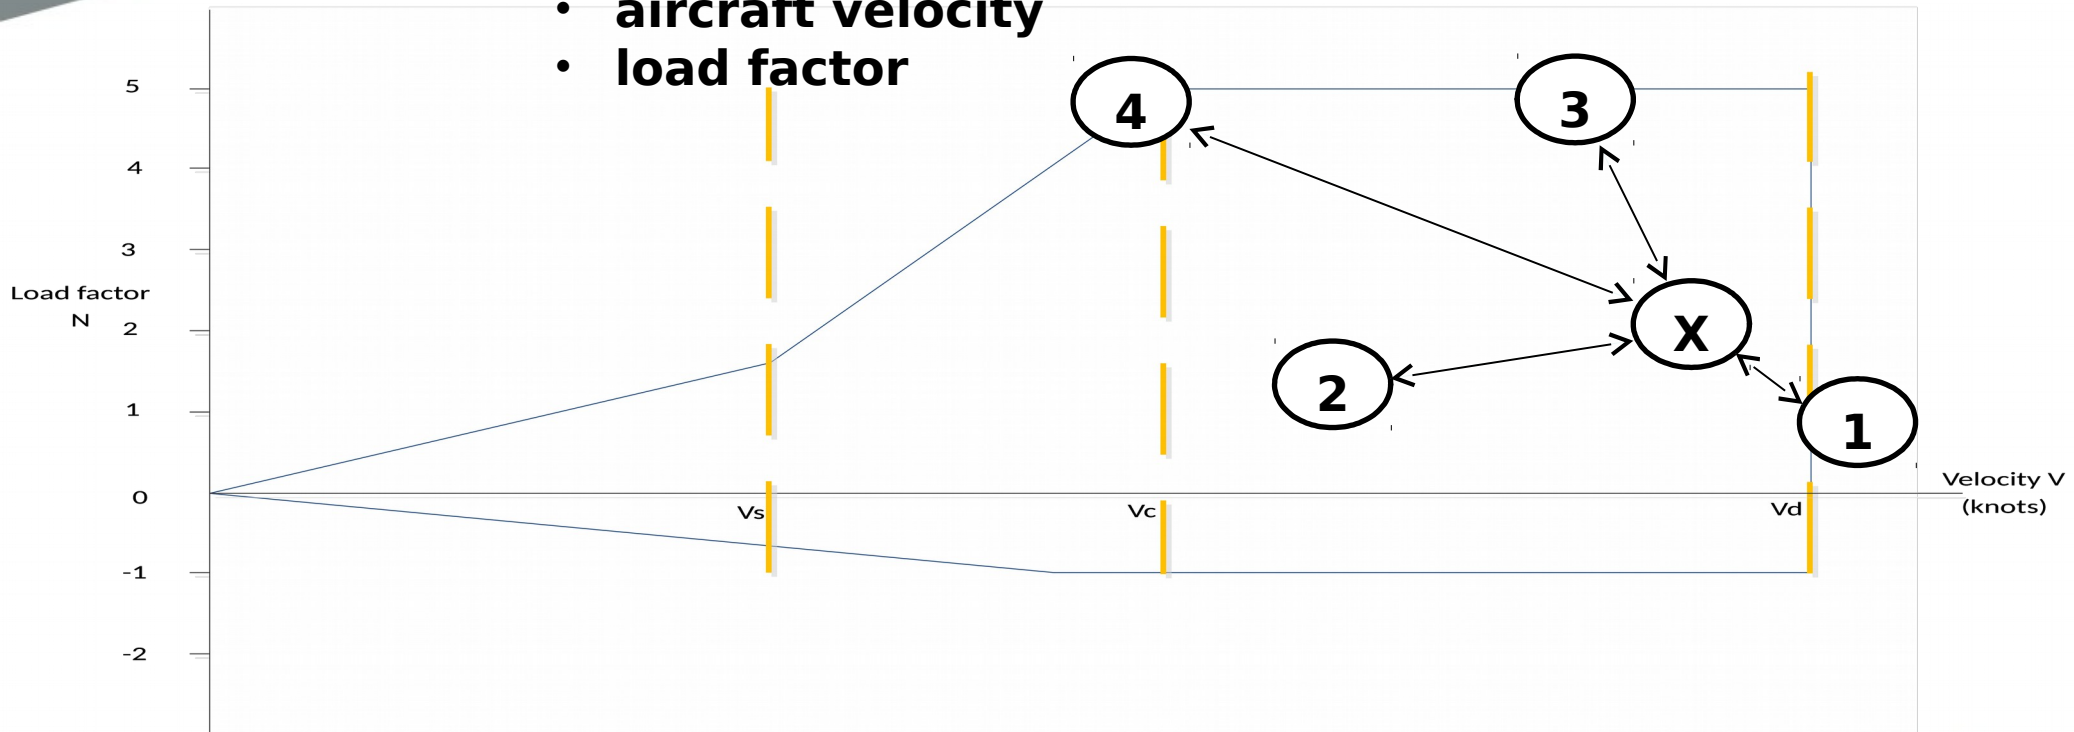 • aircraft velocity
• load factor
5
4
3
Load factor
N
2
1
0
-1
-2
4
3
X
2
1
Vs
Vc
Vd
Velocity V
(knots)